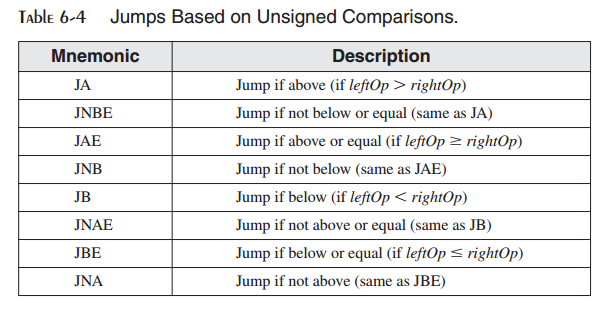 TABLE 6-4 Jumps Based on Unsigned Comparisons.
Mnemonic Description
JA Jump if above (if leftOp > rightOp)
JNBE Jump if not below or equal (same as JA)
JAE Jump if above or equal (if leftOp ≥ rightOp)
JNB Jump if not below (same as JAE)
JB Jump if below (if leftOp < rightOp)
JNAE Jump if not above or equal (same as JB)
JBE Jump if below or equal (if leftOp ≤ rightOp)
JNA Jump if not above (same as JBE)